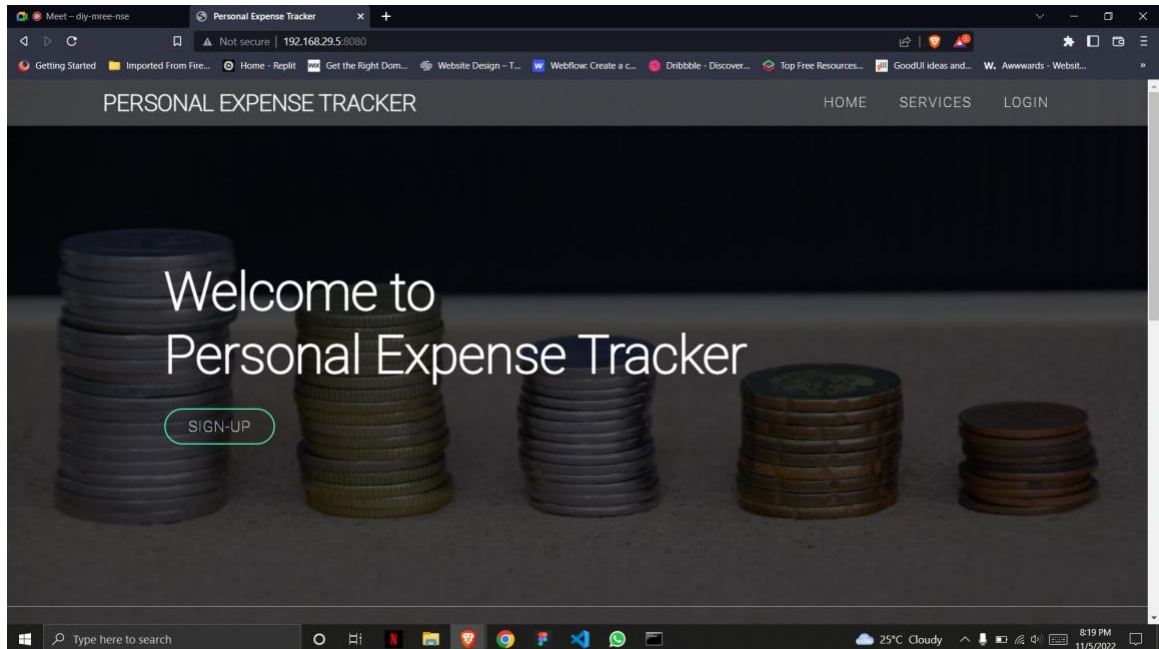 Meet – diy-mree-nse
Personal Expense Tracker
Not secure | 192.168.29.5:8080
Getting Started Imported From Fire... Home - Replit Get the Right Dom... Website Design – T... Webflow: Create a c... Dribbble - Discover... Top Free Resources... GoodUI ideas and... W. Awwwards - Websit... »
PERSONAL EXPENSE TRACKER HOME SERVICES LOGIN
Welcome to
Personal Expense Tracker
SIGN-UP
Type here to search
25°C Cloudy
8:19 PM
11/5/2022